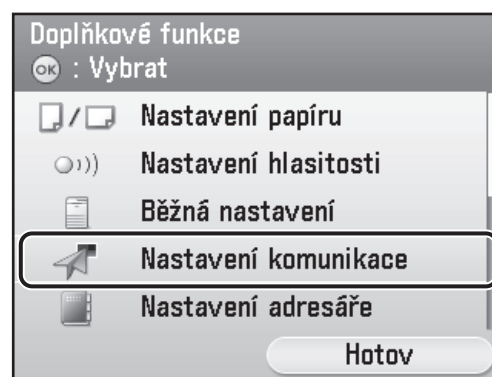 Doplňkové funkce
OK : Vybrat
Nastavení papíru
Nastavení hlasitosti
Běžná nastavení
Nastavení komunikace
Nastavení adresáře
Hotov